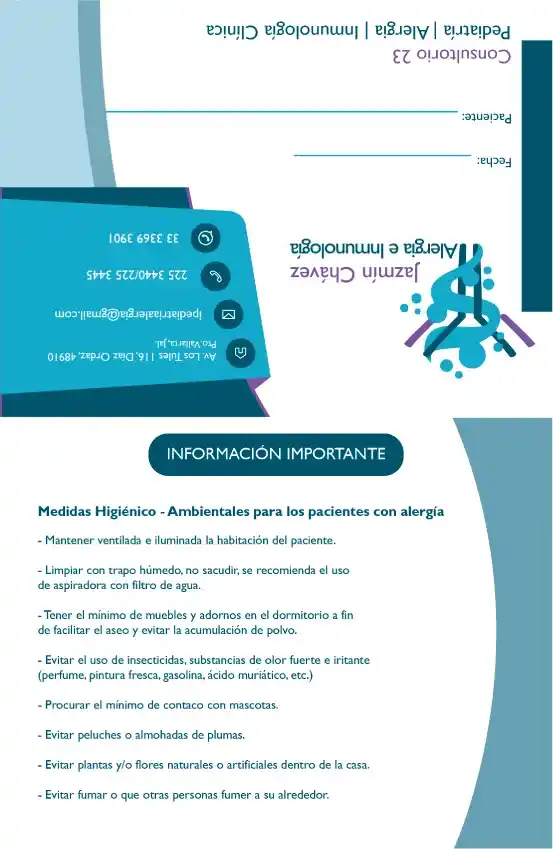 Jazmín Chávez
Alergia e Inmunología
Fecha:
Paciente:
Consultorio 23
Pediatría | Alergia | Inmunología Clínica
Av. Los Tules 116, Díaz Ordaz, 48910
Pto. Vallarta, Jal.
lpediatriaalergia@gmail.com
225 3440/225 3445
33 3369 3901
INFORMACIÓN IMPORTANTE
Medidas Higiénico - Ambientales para los pacientes con alergía
- Mantener ventilada e iluminada la habitación del paciente.
- Limpiar con trapo húmedo, no sacudir, se recomienda el uso
de aspiradora con filtro de agua.
- Tener el mínimo de muebles y adornos en el dormitorio a fin
de facilitar el aseo y evitar la acumulación de polvo.
- Evitar el uso de insecticidas, substancias de olor fuerte e iritante
(perfume, pintura fresca, gasolina, ácido muriático, etc.)
- Procurar el mínimo de contaco con mascotas.
- Evitar peluches o almohadas de plumas.
- Evitar plantas y/o flores naturales o artificiales dentro de la casa.
- Evitar fumar o que otras personas fumer a su alrededor.